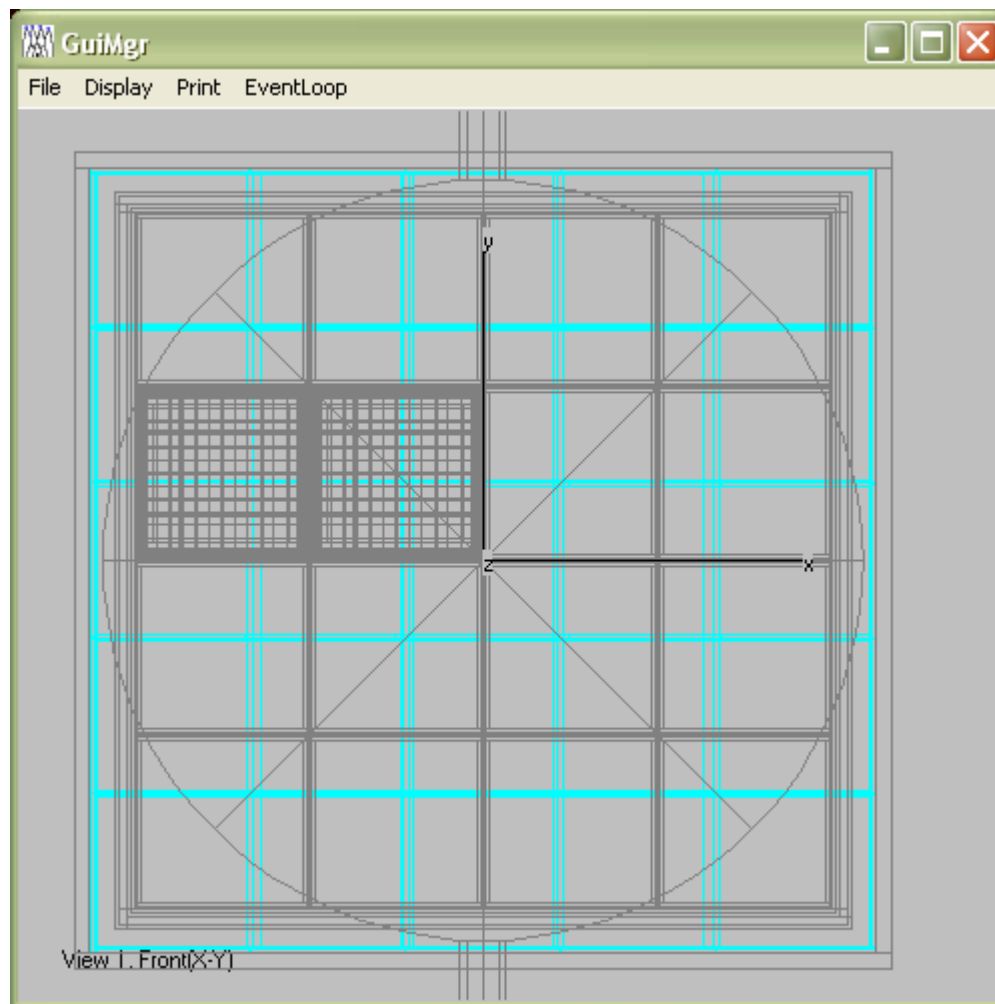 GuiMgr
File Display Print EventLoop
y
z x
View 1. Front(X-Y)